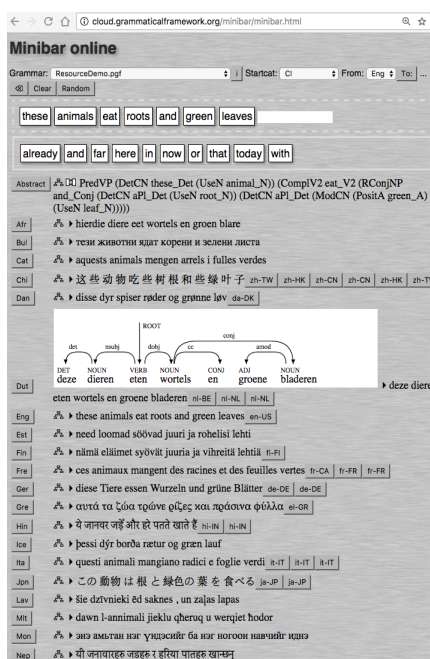 cloud.grammaticalframework.org/minibar/minibar.html
Minibar online
Grammar: ResourceDemo.pgf i Startcat: Cl From: Eng To: ...
Clear Random
these animals eat roots and green leaves
already and far here in now or that today with
Abstract PredVP (DetCN these_Det (UseN animal_N)) (ComplV2 eat_V2 (RConjNP
and_Conj (DetCN aPl_Det (UseN root_N)) (DetCN aPl_Det (ModCN (PositA green_A)
(UseN leaf_N)))))
Afr hierdie diere eet wortels en groen blare
Bul тези животни ядат корени и зелени листа
Cat aquests animals mengen arrels i fulles verdes
Chi 这 些 动 物 吃 些 树 根 和 些 绿 叶 子 zh-TW zh-HK zh-CN zh-CN zh-HK zh-T
Dan disse dyr spiser rødder og grønne løv da-DK
ROOT
conj
det nsubj dobj cc amod
DET NOUN VERB NOUN CONJ ADJ NOUN
deze dieren eten wortels en groene bladeren
Dut deze diere
eten wortels en groene bladeren nl-BE nl-NL nl-NL
Eng these animals eat roots and green leaves en-US
Est need loomad söövad juuri ja rohelisi lehti
Fin nämä eläimet syövät juuria ja vihreitä lehtiä fi-FI
Fre ces animaux mangent des racines et des feuilles vertes fr-CA fr-FR fr-FR
Ger diese Tiere essen Wurzeln und grüne Blätter de-DE de-DE
Gre αυτά τα ζώα τρώνε ρίζες και πράσινα φύλλα el-GR
Hin ये जानवर जड़ें और हरे पतते खाते हैं hi-IN hi-IN
Ice þessi dýr borða rætur og græn lauf
Ita questi animali mangiano radici e foglie verdi it-IT it-IT it-IT
Jpn この 動物 は 根 と 緑色の 葉 を 食べる ja-JP ja-JP
Lav šie dzīvnieki ēd saknes , un zaļas lapas
Mlt dawn l-annimali jieklu qheruq u werqiet ħodor
Mon энэ амьтан нэг үндэсийг ба нэг ногоон навчийг иднэ
Nep यी जनावारहरु जडहरु र हरिया पातहरु खान्छन्